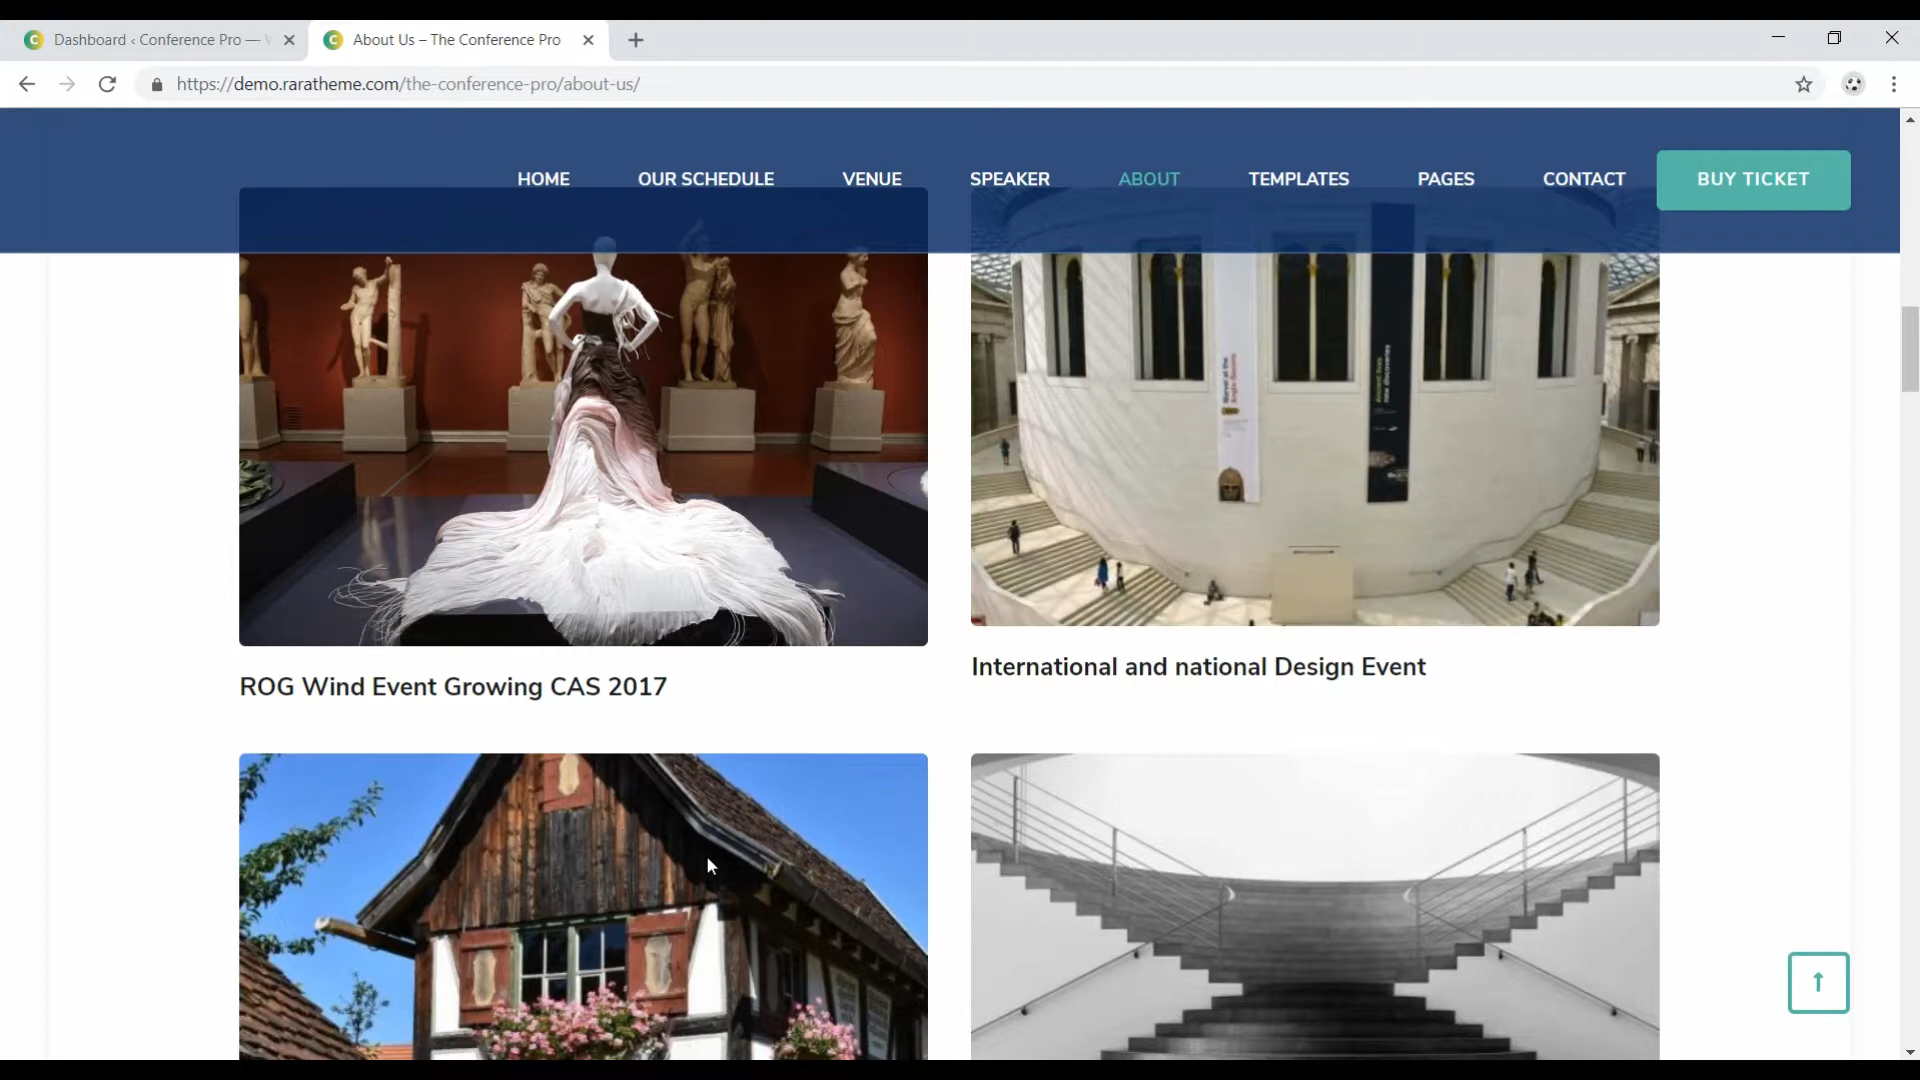 Dashboard ‹ Conference Pro —
About Us – The Conference Pro
https://demo.raratheme.com/the-conference-pro/about-us/
HOME
OUR SCHEDULE
VENUE
SPEAKER
ABOUT
TEMPLATES
PAGES
CONTACT
BUY TICKET
ROG Wind Event Growing CAS 2017
International and national Design Event